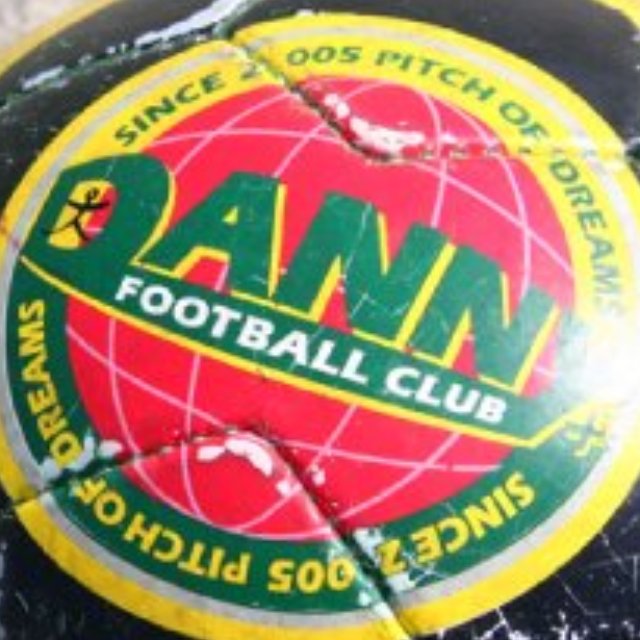 SINCE 2005 PITCH OF DREAMS
DANN
FOOTBALL CLUB
SINCE 2005 PITCH OF DREAMS